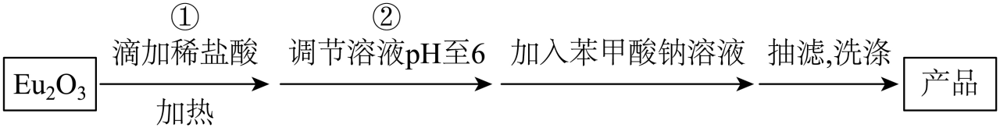 ①
滴加稀盐酸
加热
②
调节溶液pH至6
加入苯甲酸钠溶液
抽滤,洗涤
Eu₂O₃
产品